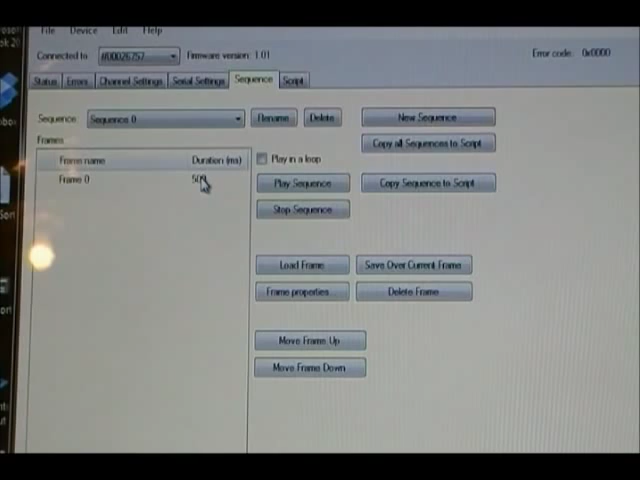 File Device Edit Help
Connected to: #00026757 Firmware version: 1.01 Error code: 0x0000
Status Errors Channel Settings Serial Settings Sequence Script
Sequence: Sequence 0 Rename Delete New Sequence
Copy all Sequences to Script
Frames
Frame name Duration (ms) Play in a loop
Frame 0 500 Play Sequence Copy Sequence to Script
Stop Sequence
Load Frame Save Over Current Frame
Frame properties... Delete Frame
Move Frame Up
Move Frame Down